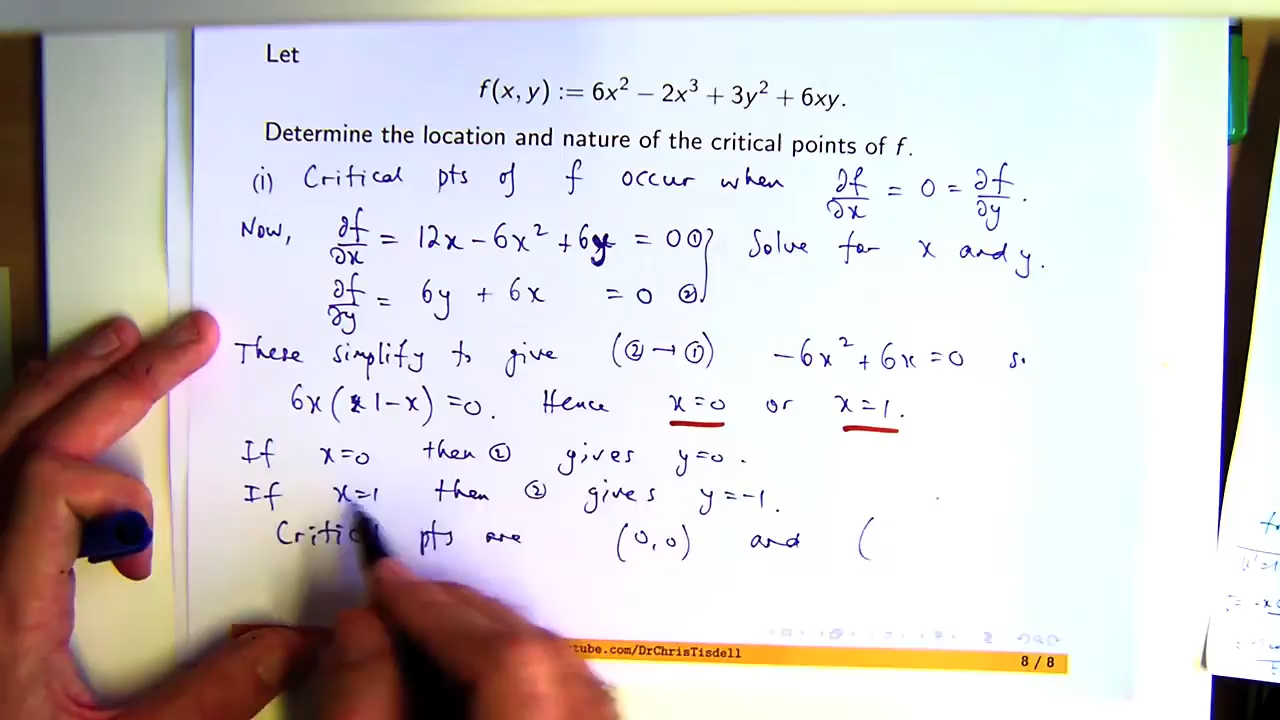 Let
f(x, y) := 6x² − 2x³ + 3y² + 6xy.
Determine the location and nature of the critical points of f.
(i) Critical pts of f occur when ∂f/∂x = 0 = ∂f/∂y.
Now, ∂f/∂x = 12x − 6x² + 6y = 0 ① } Solve for x and y.
∂f/∂y = 6y + 6x = 0 ②
These simplify to give (② → ①) −6x² + 6x = 0 so
6x(1−x) = 0. Hence x=0 or x=1.
If x=0 then ② gives y=0.
If x=1 then ② gives y=−1.
Critical pts are (0,0) and (
tube.com/DrChrisTisdell
8 / 8